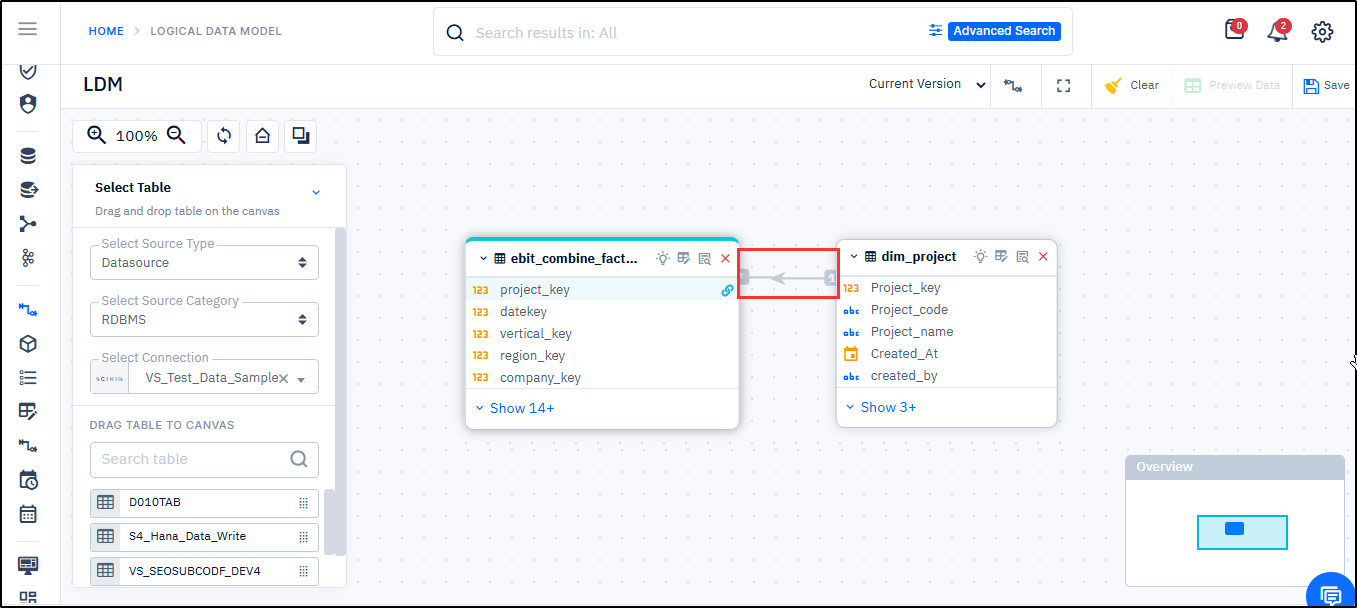 HOME > LOGICAL DATA MODEL
Search results in: All
Advanced Search
0
2
LDM
Current Version
Clear
Preview Data
Save
100%
Select Table
Drag and drop table on the canvas
Select Source Type
Datasource
Select Source Category
RDBMS
Select Connection
SCIKIQ
VS_Test_Data_Sample
DRAG TABLE TO CANVAS
Search table
D010TAB
S4_Hana_Data_Write
VS_SEOSUBCODF_DEV4
ebit_combine_fact...
123 project_key
123 datekey
123 vertical_key
123 region_key
123 company_key
Show 14+
1
dim_project
123 Project_key
abc Project_code
abc Project_name
Created_At
abc created_by
Show 3+
Overview